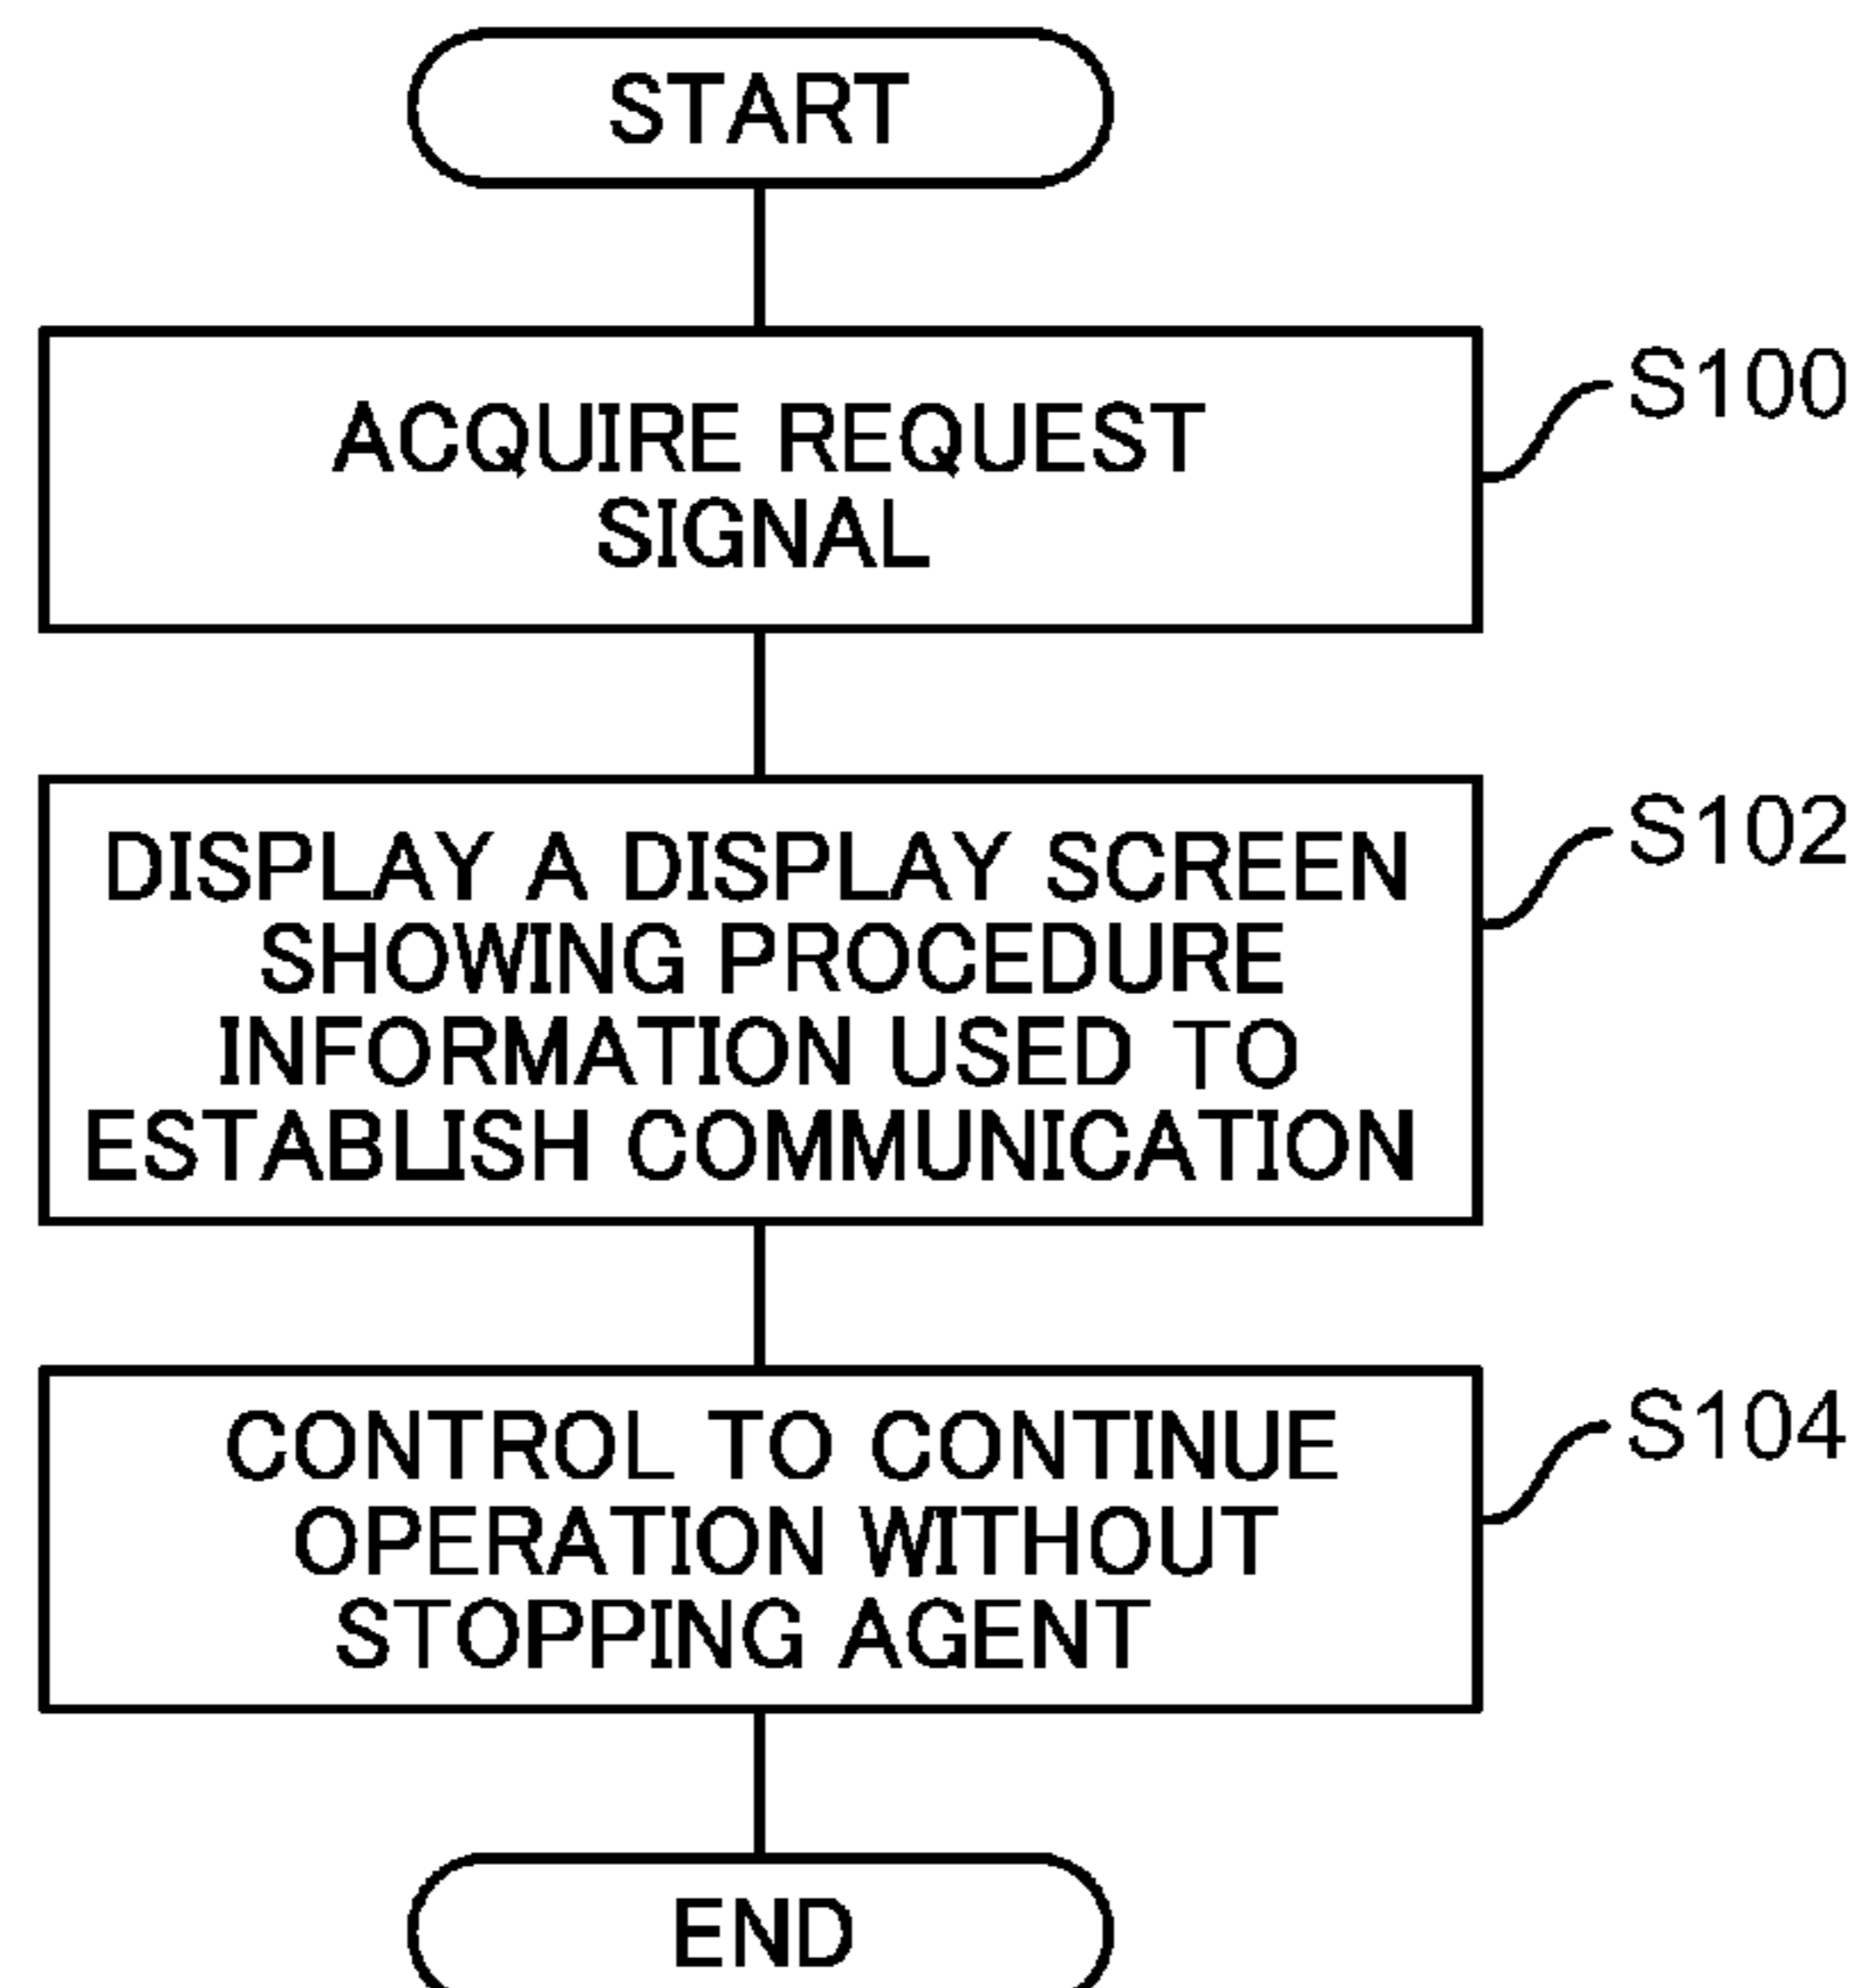 START
ACQUIRE REQUEST
SIGNAL
S100
DISPLAY A DISPLAY SCREEN
SHOWING PROCEDURE
INFORMATION USED TO
ESTABLISH COMMUNICATION
S102
CONTROL TO CONTINUE
OPERATION WITHOUT
STOPPING AGENT
S104
END